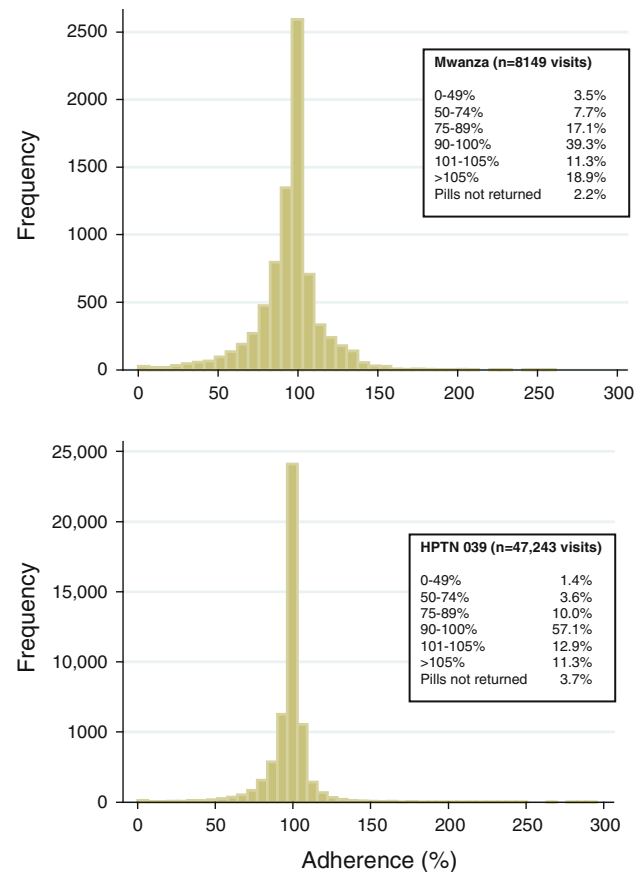 2500
2000
1500
1000
500
0
Frequency
Mwanza (n=8149 visits)
0-49% 3.5%
50-74% 7.7%
75-89% 17.1%
90-100% 39.3%
101-105% 11.3%
>105% 18.9%
Pills not returned 2.2%
0 50 100 150 200 250 300
25,000
20,000
15,000
10,000
1000
0
Frequency
HPTN 039 (n=47,243 visits)
0-49% 1.4%
50-74% 3.6%
75-89% 10.0%
90-100% 57.1%
101-105% 12.9%
>105% 11.3%
Pills not returned 3.7%
0 50 100 150 200 250 300
Adherence (%)